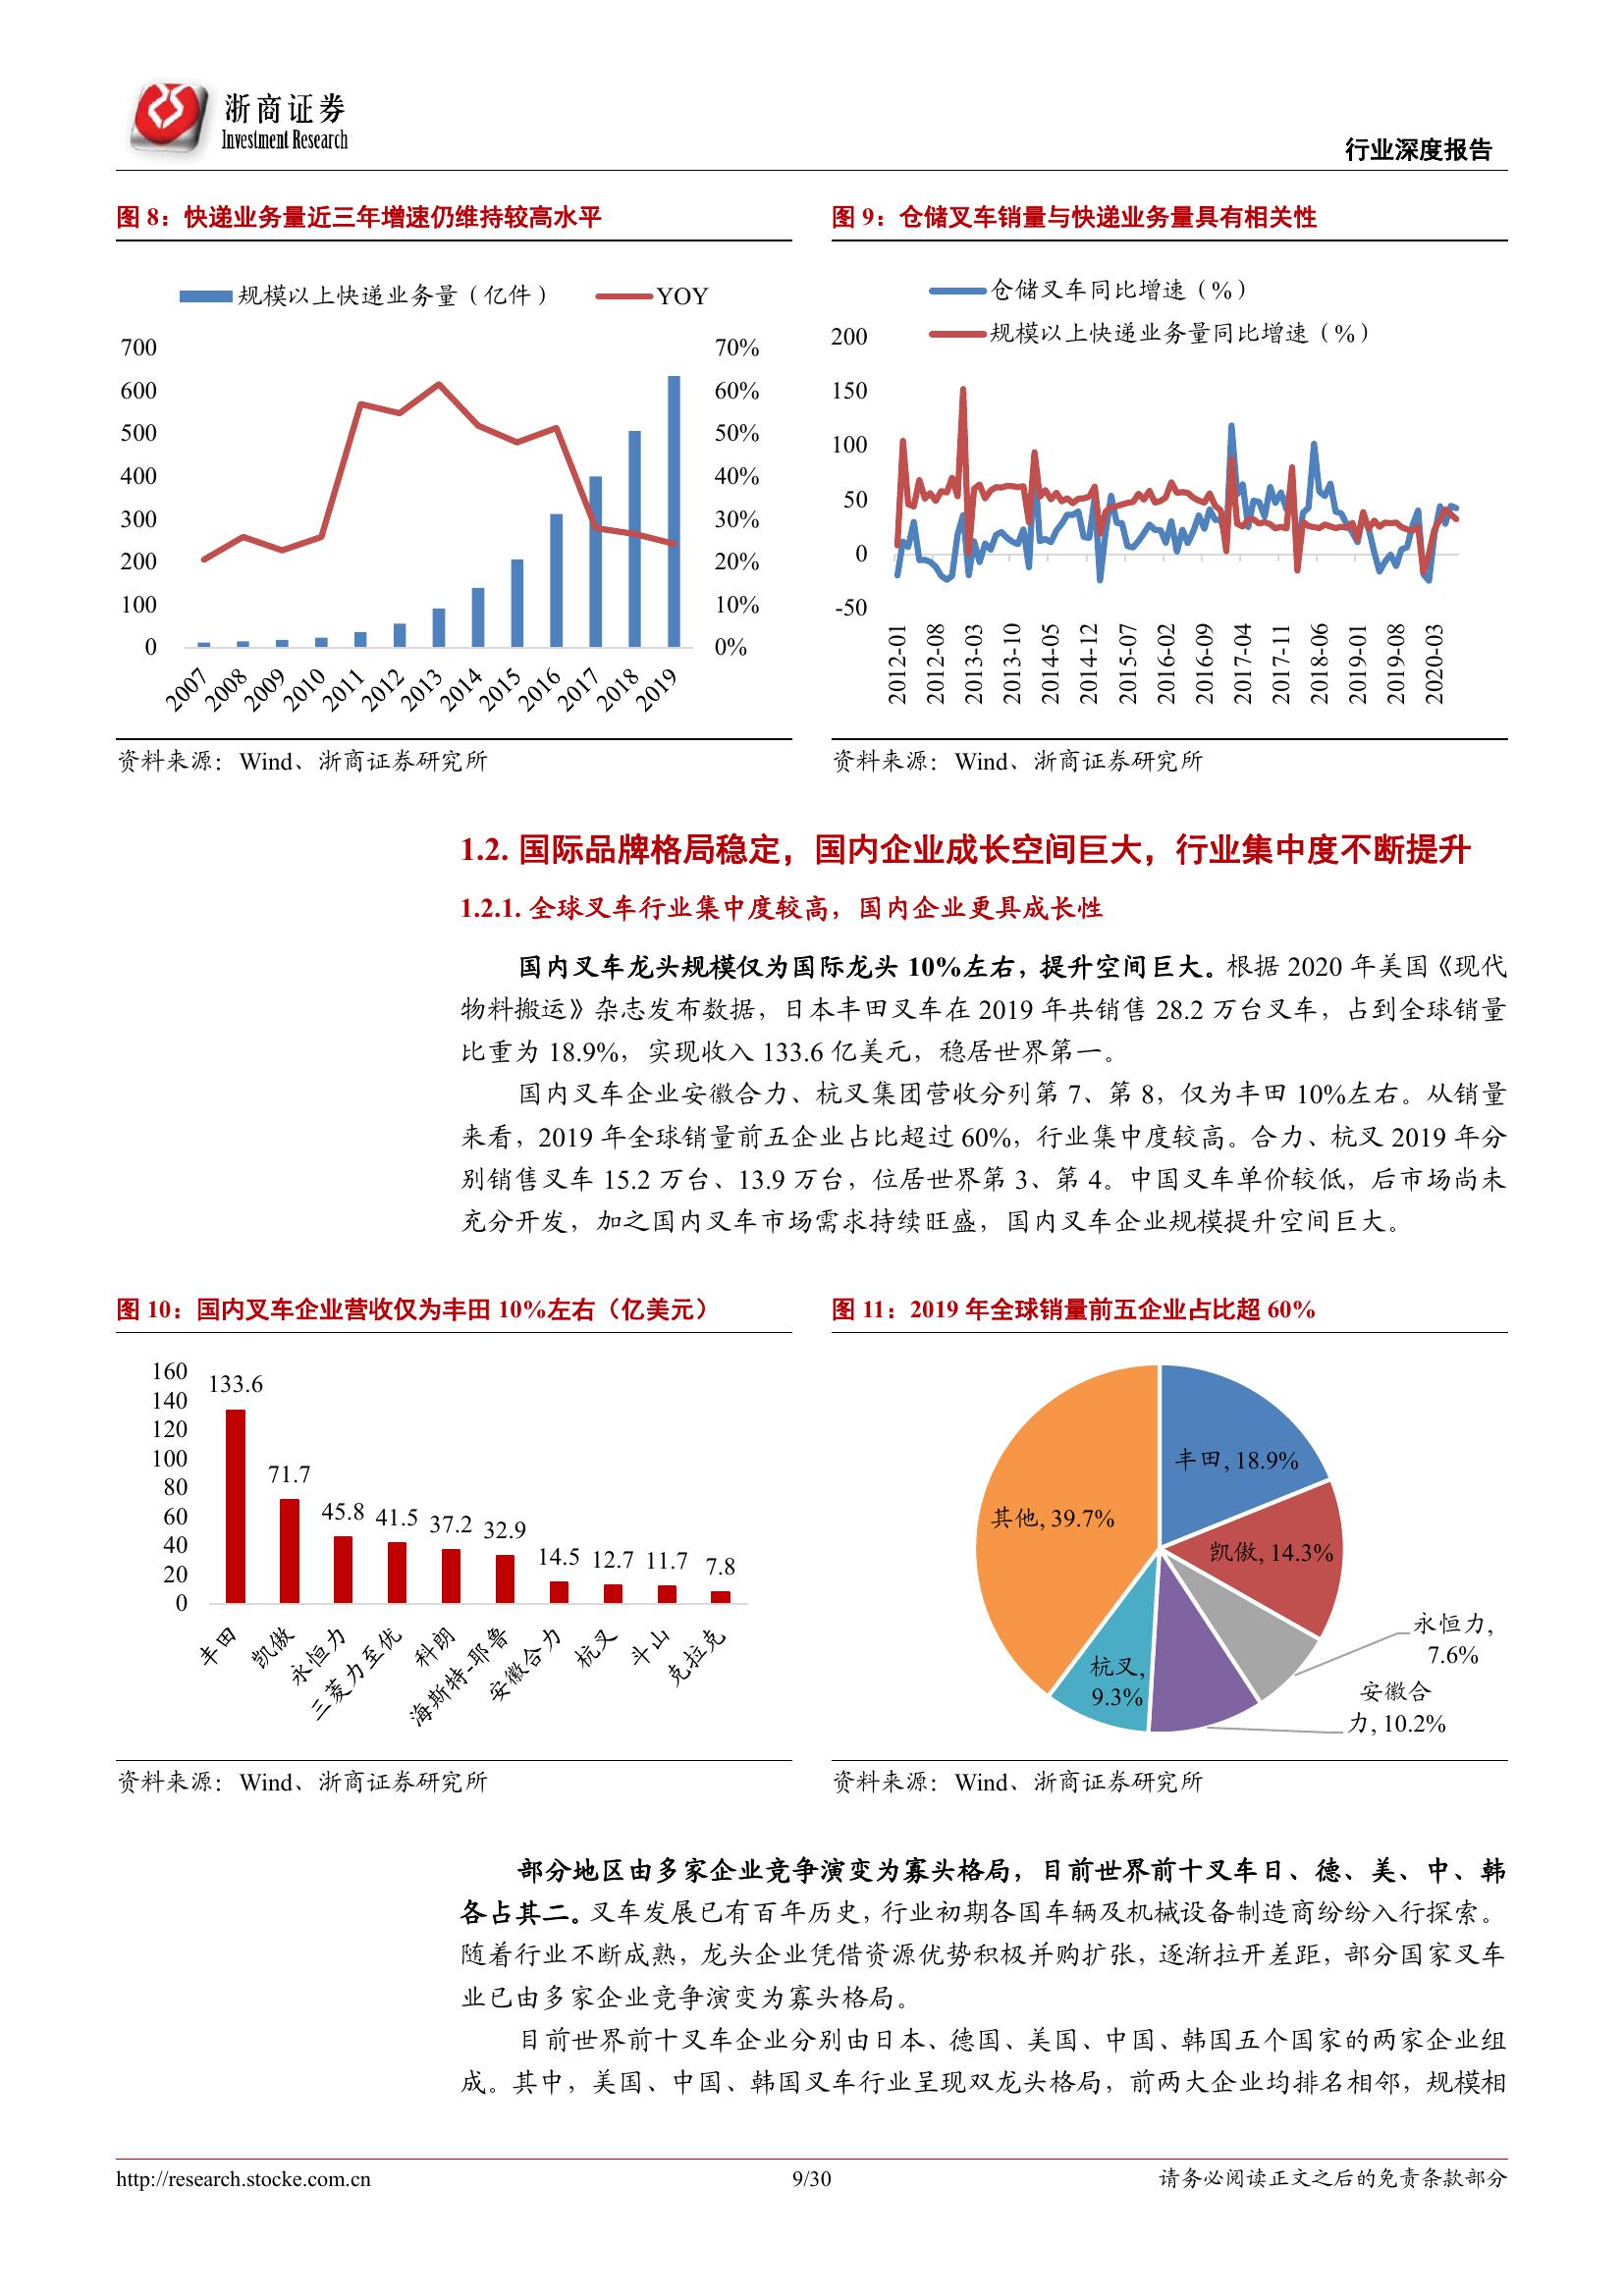 浙商证券
Investment Research
行业深度报告
图 8：快递业务量近三年增速仍维持较高水平
规模以上快递业务量（亿件）
YOY
700
600
500
400
300
200
100
0
70%
60%
50%
40%
30%
20%
10%
0%
2007
2008
2009
2010
2011
2012
2013
2014
2015
2016
2017
2018
2019
资料来源：Wind、浙商证券研究所
图 9：仓储叉车销量与快递业务量具有相关性
仓储叉车同比增速（%）
规模以上快递业务量同比增速（%）
200
150
100
50
0
-50
2012-01
2012-08
2013-03
2013-10
2014-05
2014-12
2015-07
2016-02
2016-09
2017-04
2017-11
2018-06
2019-01
2019-08
2020-03
资料来源：Wind、浙商证券研究所
1.2. 国际品牌格局稳定，国内企业成长空间巨大，行业集中度不断提升
1.2.1. 全球叉车行业集中度较高，国内企业更具成长性
国内叉车龙头规模仅为国际龙头 10%左右，提升空间巨大。根据 2020 年美国《现代
物料搬运》杂志发布数据，日本丰田叉车在 2019 年共销售 28.2 万台叉车，占到全球销量
比重为 18.9%，实现收入 133.6 亿美元，稳居世界第一。
国内叉车企业安徽合力、杭叉集团营收分列第 7、第 8，仅为丰田 10%左右。从销量
来看，2019 年全球销量前五企业占比超过 60%，行业集中度较高。合力、杭叉 2019 年分
别销售叉车 15.2 万台、13.9 万台，位居世界第 3、第 4。中国叉车单价较低，后市场尚未
充分开发，加之国内叉车市场需求持续旺盛，国内叉车企业规模提升空间巨大。
图 10：国内叉车企业营收仅为丰田 10%左右（亿美元）
160
140
120
100
80
60
40
20
0
133.6
71.7
45.8
41.5
37.2
32.9
14.5
12.7
11.7
7.8
丰田
凯傲
永恒力
三菱力至优
科朗
海斯特-耶鲁
安徽合力
杭叉
斗山
克拉克
资料来源：Wind、浙商证券研究所
图 11：2019 年全球销量前五企业占比超 60%
丰田, 18.9%
凯傲, 14.3%
永恒力,
7.6%
安徽合
力, 10.2%
杭叉,
9.3%
其他, 39.7%
资料来源：Wind、浙商证券研究所
部分地区由多家企业竞争演变为寡头格局，目前世界前十叉车日、德、美、中、韩
各占其二。叉车发展已有百年历史，行业初期各国车辆及机械设备制造商纷纷入行探索。
随着行业不断成熟，龙头企业凭借资源优势积极并购扩张，逐渐拉开差距，部分国家叉车
业已由多家企业竞争演变为寡头格局。
目前世界前十叉车企业分别由日本、德国、美国、中国、韩国五个国家的两家企业组
成。其中，美国、中国、韩国叉车行业呈现双龙头格局，前两大企业均排名相邻，规模相
http://research.stocke.com.cn
9/30
请务必阅读正文之后的免责条款部分